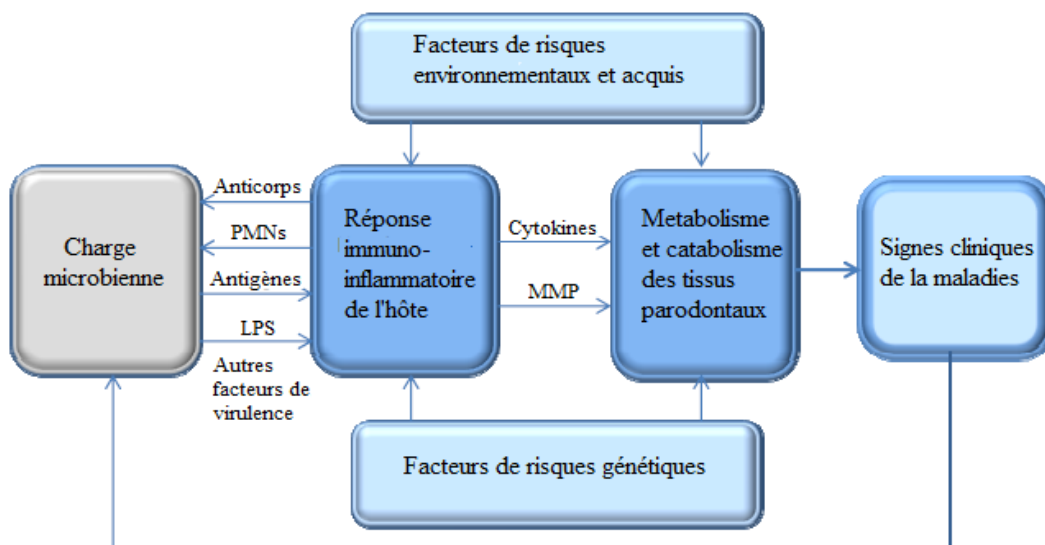 Facteurs de risques
environnementaux et acquis
Charge
microbienne
Anticorps
PMNs
Antigènes
LPS
Autres
facteurs de
virulence
Réponse
immuno-
inflammatoire
de l'hôte
Cytokines
MMP
Metabolisme
et catabolisme
des tissus
parodontaux
Signes cliniques
de la maladies
Facteurs de risques génétiques